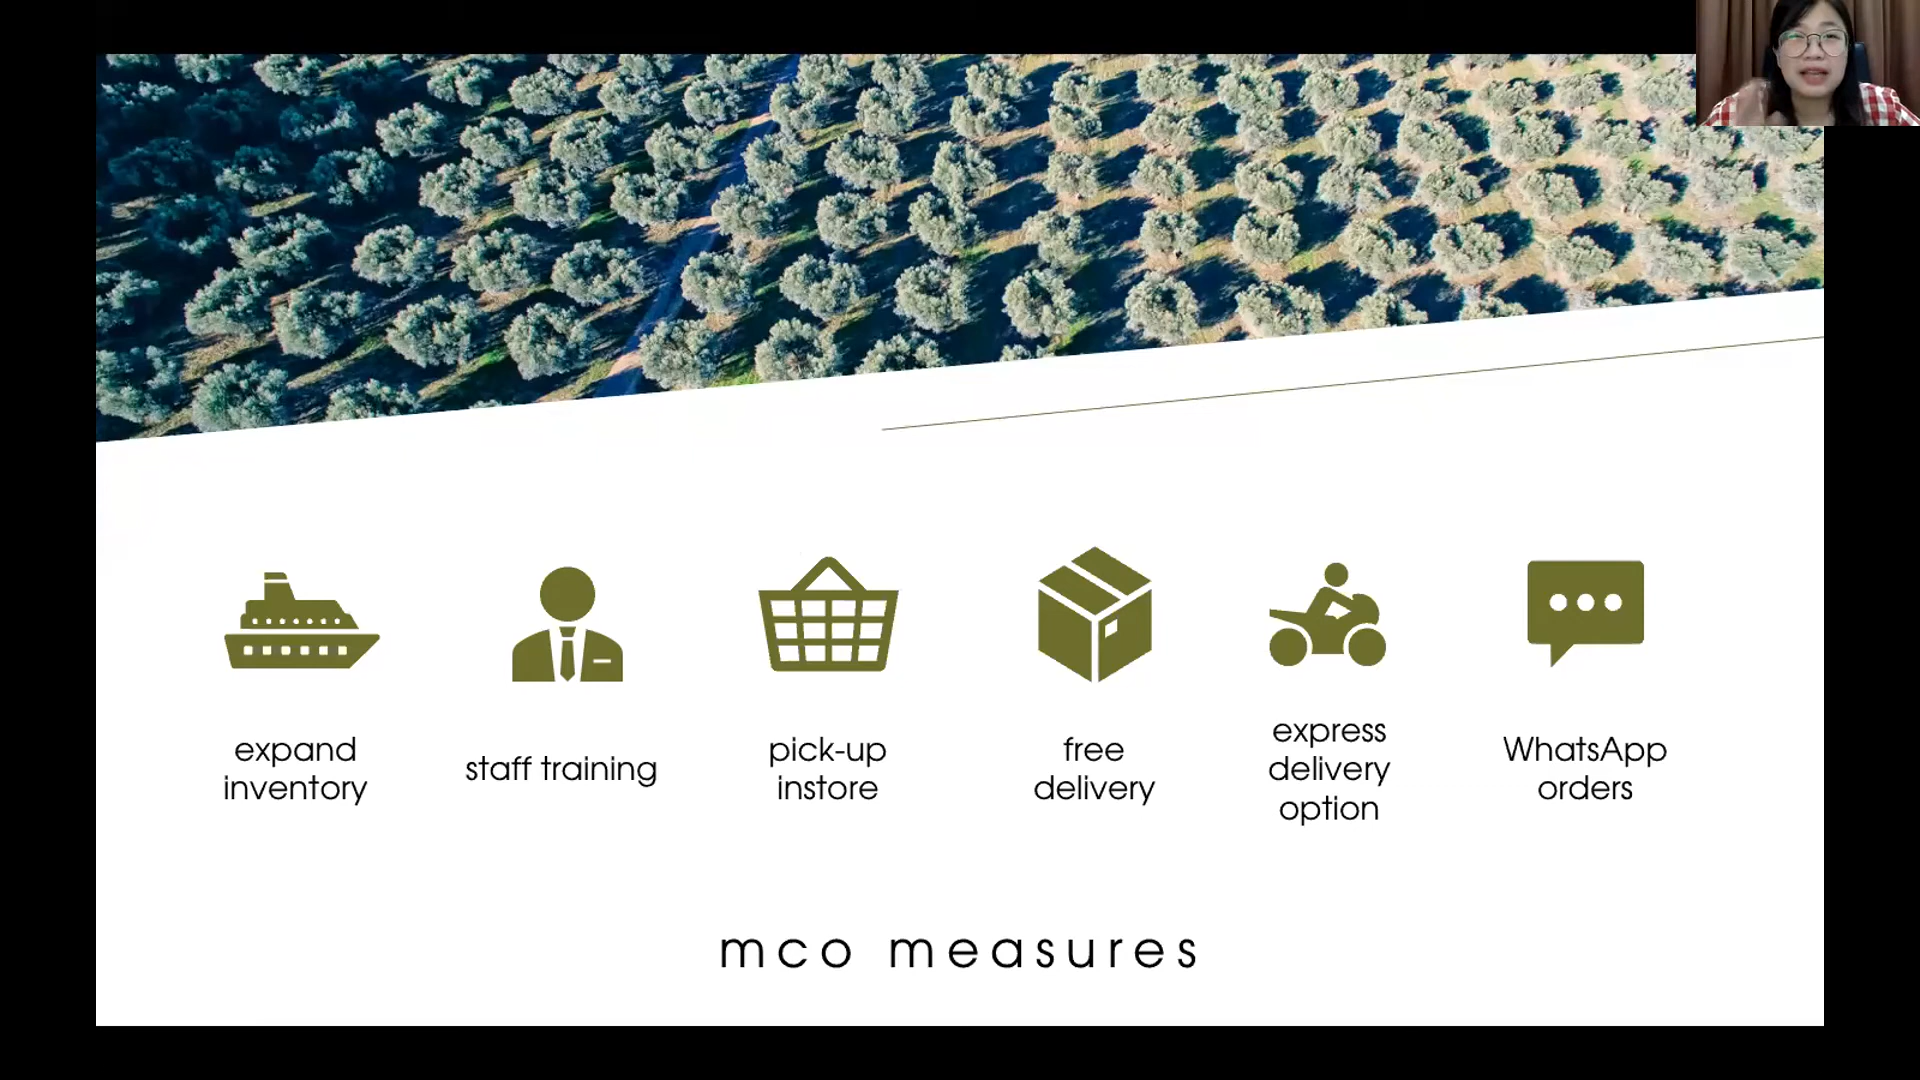 expand
inventory
staff training
pick-up
instore
free
delivery
express
delivery
option
WhatsApp
orders
mco measures